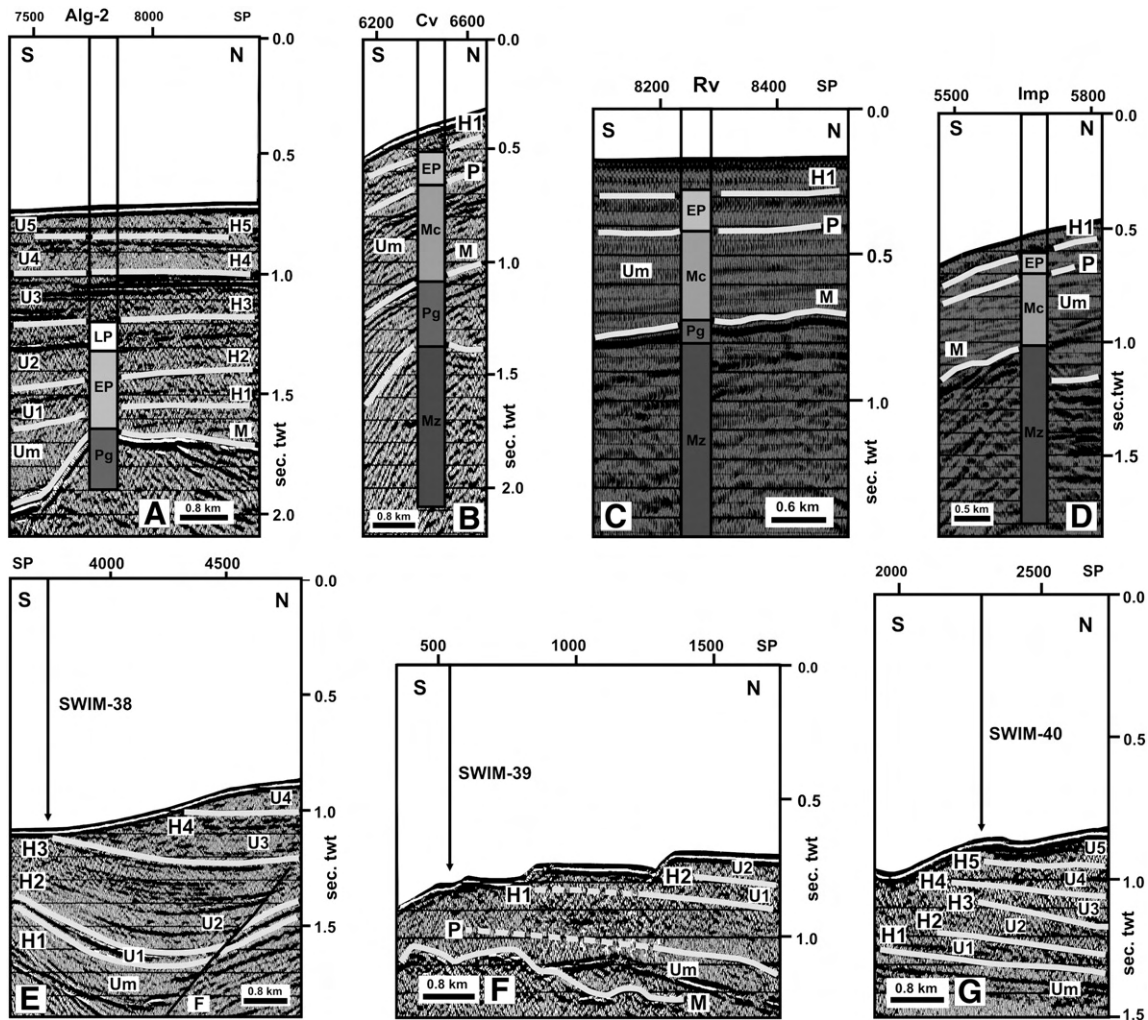 7500 Alg-2 8000 SP
S N
0.0
0.5
U5 H5
U4 H4
1.0
U3 H3
LP
U2 H2
EP
1.5
U1 H1
Um M
Pg
sec. twt
A
0.8 km
2.0
6200 Cv 6600
S N
0.0
H1
0.5
EP
P
Mc
Um
M
1.0
Pg
1.5
Mz
sec. twt
2.0
0.8 km
B
8200 Rv 8400 SP
S N
0.0
H1
EP
P
0.5
Um
Mc
M
Pg
1.0
Mz
sec. twt
C
0.6 km
5500 Imp 5800
S N
0.0
H1
0.5
EP
P
Mc
Um
M
1.0
Mz
sec.twt
1.5
0.5 km
D
SP 4000 4500
S N
0.0
0.5
SWIM-38
U4
1.0
H4
H3
U3
H2
sec. twt
U2
1.5
H1
U1
Um
E
F
0.8 km
500 1000 1500 SP
S N
0.0
SWIM-39
0.5
H2
U2
H1
U1
P
1.0
Um
0.8 km
F
M
sec. twt
2000 2500 SP
S N
0.0
0.5
SWIM-40
U5
H5
H4
U4
1.0
H3
U3
H2
U2
H1
U1
sec. twt
0.8 km
G
Um
1.5